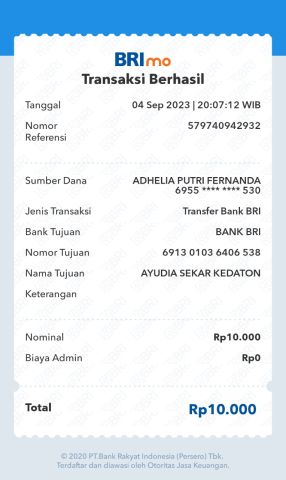 BRImo
Transaksi Berhasil
Tanggal 04 Sep 2023 | 20:07:12 WIB
Nomor 579740942932
Referensi
Sumber Dana ADHELIA PUTRI FERNANDA
6955 **** **** 530
Jenis Transaksi Transfer Bank BRI
Bank Tujuan BANK BRI
Nomor Tujuan 6913 0103 6406 538
Nama Tujuan AYUDIA SEKAR KEDATON
Keterangan
Nominal Rp10.000
Biaya Admin Rp0
Total Rp10.000
© 2020 PT.Bank Rakyat Indonesia (Persero) Tbk.
Terdaftar dan diawasi oleh Otoritas Jasa Keuangan.